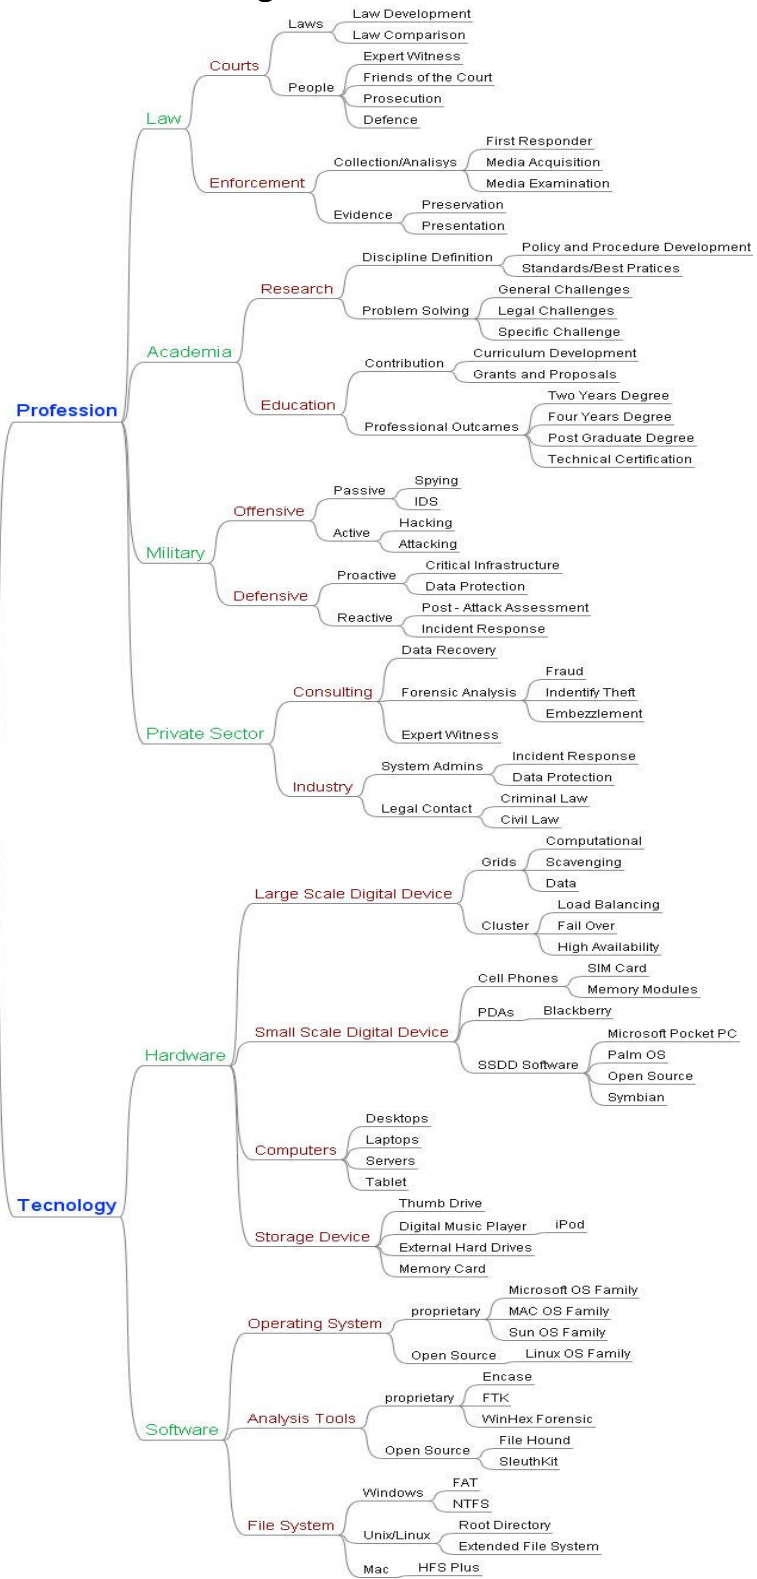 Laws
Law Development
Law Comparison
Courts
People
Expert Witness
Friends of the Court
Prosecution
Defence
Law
Enforcement
Collection/Analisys
First Responder
Media Acquisition
Media Examination
Evidence
Preservation
Presentation
Profession
Academia
Research
Discipline Definition
Policy and Procedure Development
Standards/Best Pratices
Problem Solving
General Challenges
Legal Challenges
Specific Challenge
Education
Contribution
Curriculum Development
Grants and Proposals
Professional Outcames
Two Years Degree
Four Years Degree
Post Graduate Degree
Technical Certification
Military
Offensive
Passive
Spying
IDS
Active
Hacking
Attacking
Defensive
Proactive
Critical Infrastructure
Data Protection
Reactive
Post - Attack Assessment
Incident Response
Private Sector
Consulting
Data Recovery
Forensic Analysis
Fraud
Indentify Theft
Embezzlement
Expert Witness
Industry
System Admins
Incident Response
Data Protection
Legal Contact
Criminal Law
Civil Law
Tecnology
Hardware
Large Scale Digital Device
Grids
Computational
Scavenging
Data
Cluster
Load Balancing
Fail Over
High Availability
Small Scale Digital Device
Cell Phones
SIM Card
Memory Modules
PDAs
Blackberry
SSDD Software
Microsoft Pocket PC
Palm OS
Open Source
Symbian
Computers
Desktops
Laptops
Servers
Tablet
Storage Device
Thumb Drive
Digital Music Player
iPod
External Hard Drives
Memory Card
Software
Operating System
proprietary
Microsoft OS Family
MAC OS Family
Sun OS Family
Open Source
Linux OS Family
Analysis Tools
proprietary
Encase
FTK
WinHex Forensic
Open Source
File Hound
SleuthKit
File System
Windows
FAT
NTFS
Unix/Linux
Root Directory
Extended File System
Mac
HFS Plus